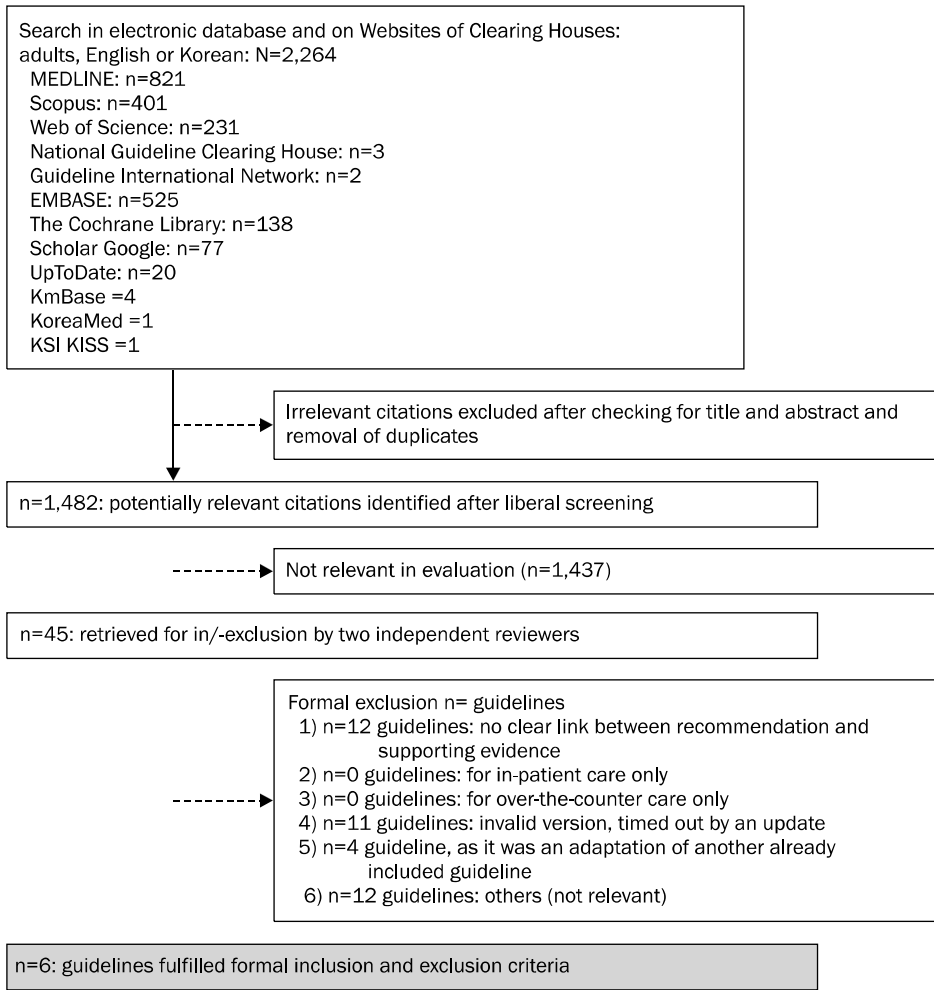 Search in electronic database and on Websites of Clearing Houses:
adults, English or Korean: N=2,264
MEDLINE: n=821
Scopus: n=401
Web of Science: n=231
National Guideline Clearing House: n=3
Guideline International Network: n=2
EMBASE: n=525
The Cochrane Library: n=138
Scholar Google: n=77
UpToDate: n=20
KmBase =4
KoreaMed =1
KSI KISS =1
Irrelevant citations excluded after checking for title and abstract and
removal of duplicates
n=1,482: potentially relevant citations identified after liberal screening
Not relevant in evaluation (n=1,437)
n=45: retrieved for in/-exclusion by two independent reviewers
Formal exclusion n= guidelines
1) n=12 guidelines: no clear link between recommendation and
supporting evidence
2) n=0 guidelines: for in-patient care only
3) n=0 guidelines: for over-the-counter care only
4) n=11 guidelines: invalid version, timed out by an update
5) n=4 guideline, as it was an adaptation of another already
included guideline
6) n=12 guidelines: others (not relevant)
n=6: guidelines fulfilled formal inclusion and exclusion criteria